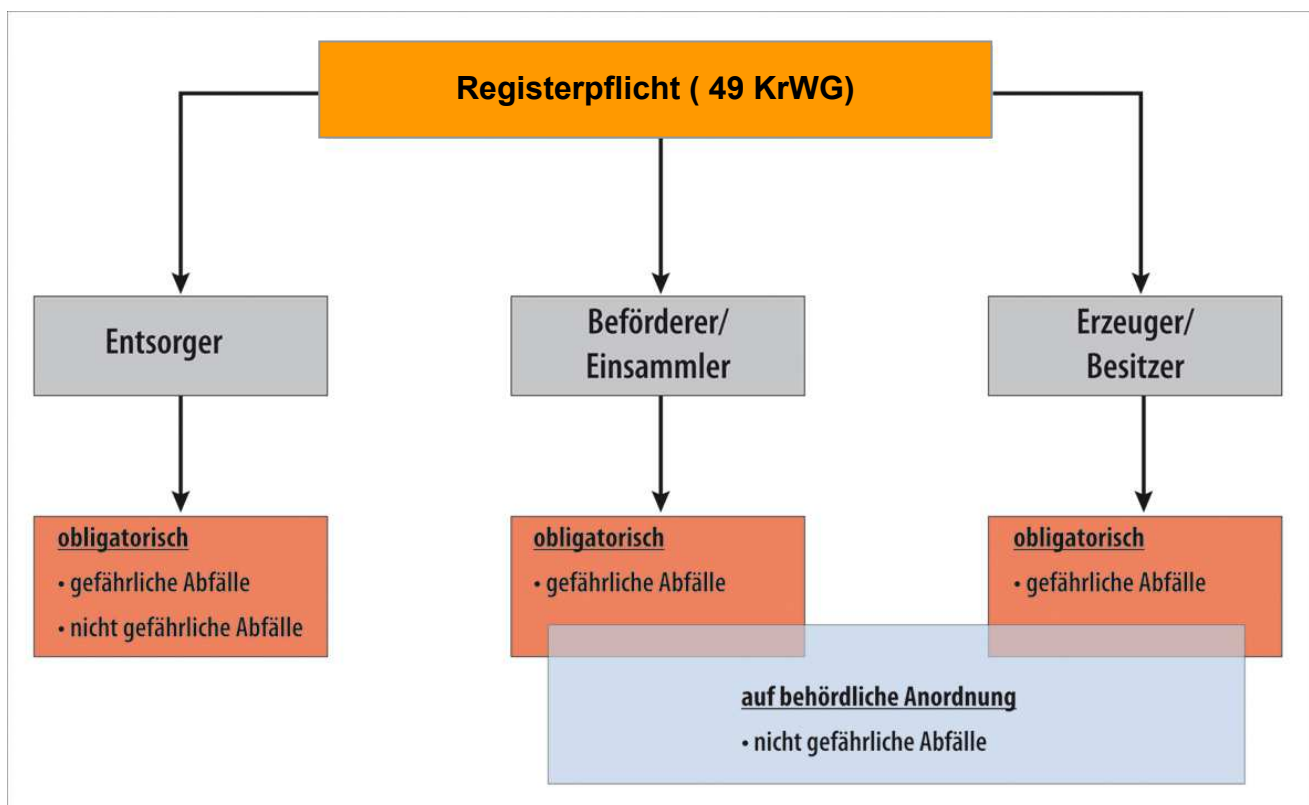 Registerpflicht ( 49 KrWG)
Entsorger
Beförderer/
Einsammler
Erzeuger/
Besitzer
obligatorisch
• gefährliche Abfälle
• nicht gefährliche Abfälle
obligatorisch
• gefährliche Abfälle
obligatorisch
• gefährliche Abfälle
auf behördliche Anordnung
• nicht gefährliche Abfälle